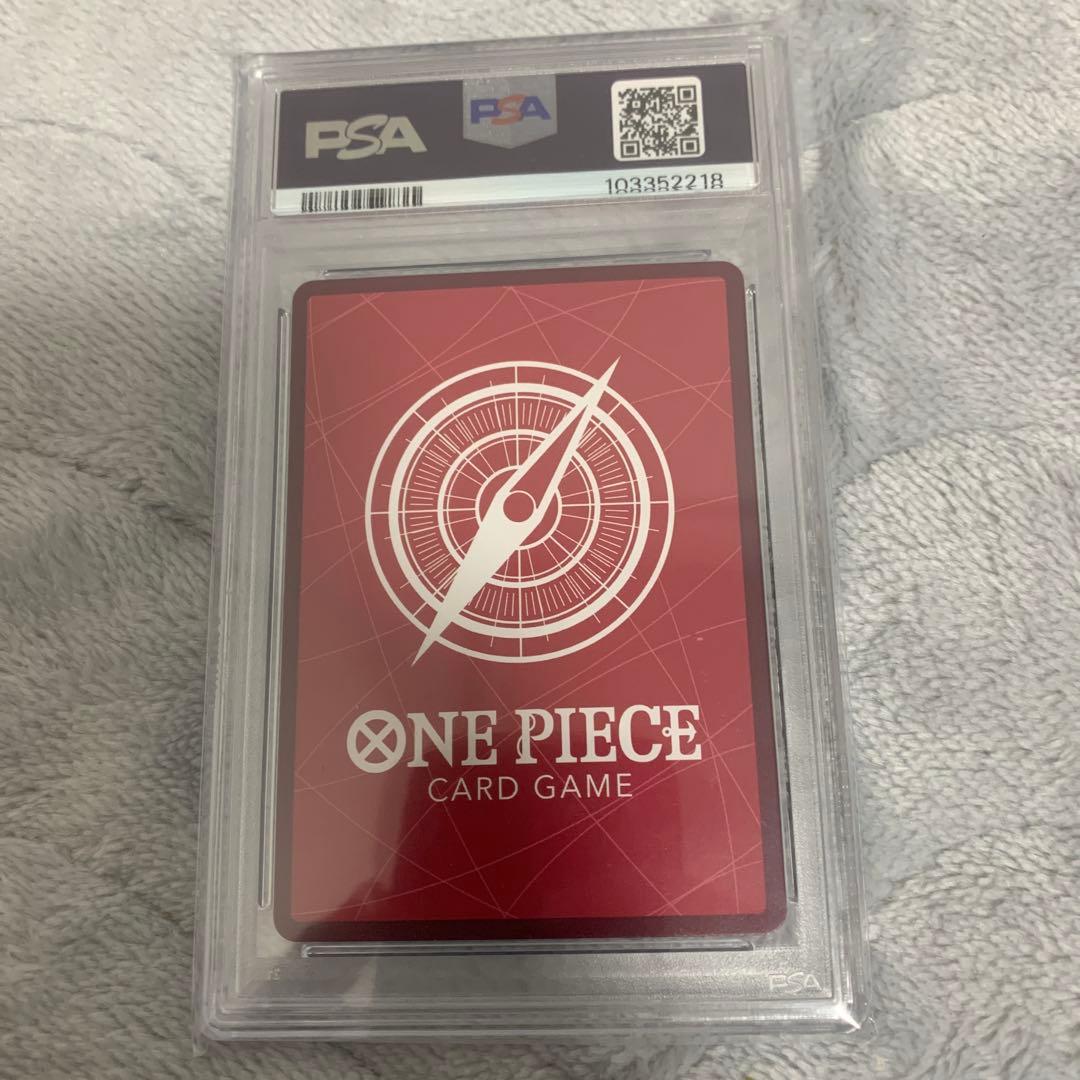 PSA
PSA
103352218
ONE PIECE
CARD GAME
PSA